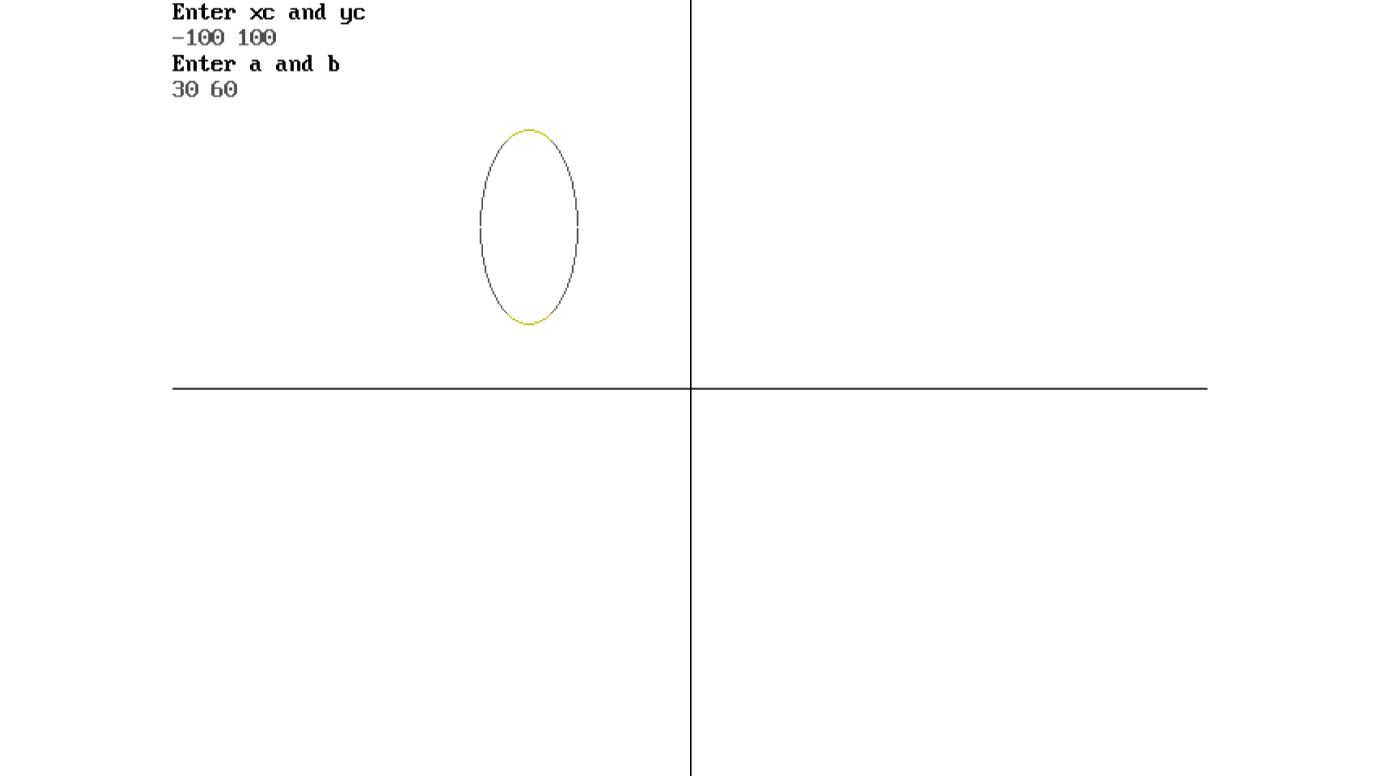 Enter xc and yc
-100 100
Enter a and b
30 60